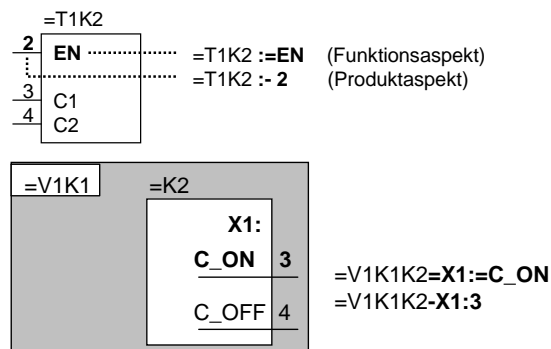 =T1K2
2 EN =T1K2 :=EN (Funktionsaspekt)
=T1K2 :- 2 (Produktaspekt)
3 C1
4 C2
=V1K1 =K2
X1:
C_ON 3
=V1K1K2=X1:=C_ON
C_OFF 4
=V1K1K2-X1:3